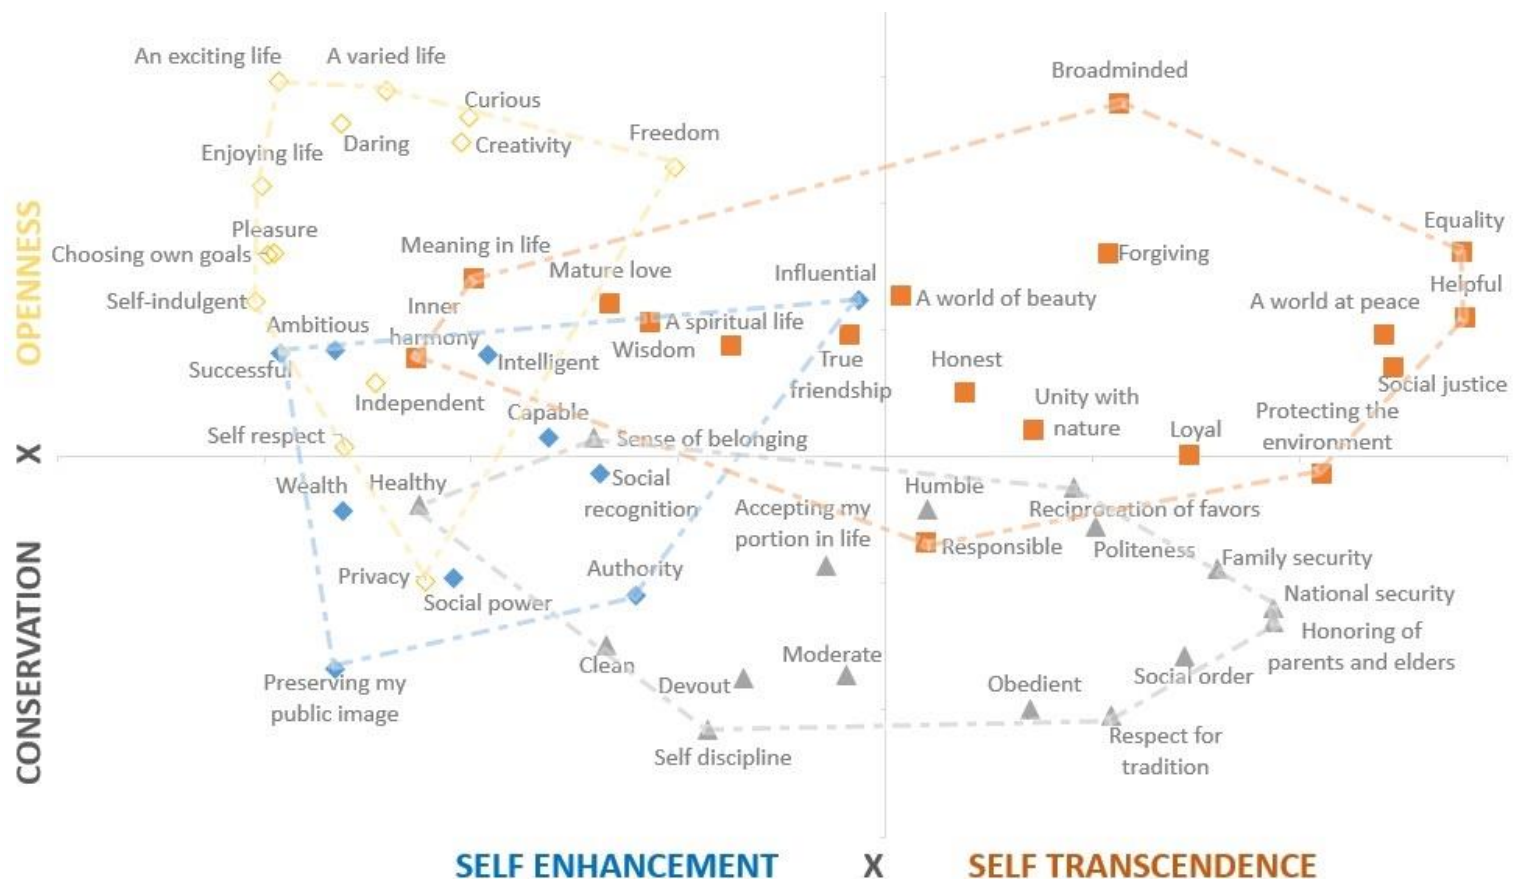 An exciting life
A varied life
Broadminded
Curious
Freedom
Daring
Creativity
Enjoying life
Equality
Pleasure
Meaning in life
Choosing own goals
Forgiving
Mature love
Influential
Helpful
Self-indulgent
Inner
harmony
A world of beauty
A world at peace
Ambitious
A spiritual life
Wisdom
Successful
Intelligent
True
friendship
Honest
Social justice
Independent
Capable
Unity with
nature
Protecting the
environment
Self respect
Sense of belonging
Loyal
Wealth
Healthy
Social
recognition
Humble
Accepting my
portion in life
Reciprocation of favors
Responsible
Politeness
Family security
Privacy
Authority
National security
Social power
Honoring of
parents and elders
Clean
Moderate
Social order
Preserving my
public image
Devout
Obedient
Self discipline
Respect for
tradition
OPENNESS
X
CONSERVATION
SELF ENHANCEMENT X SELF TRANSCENDENCE